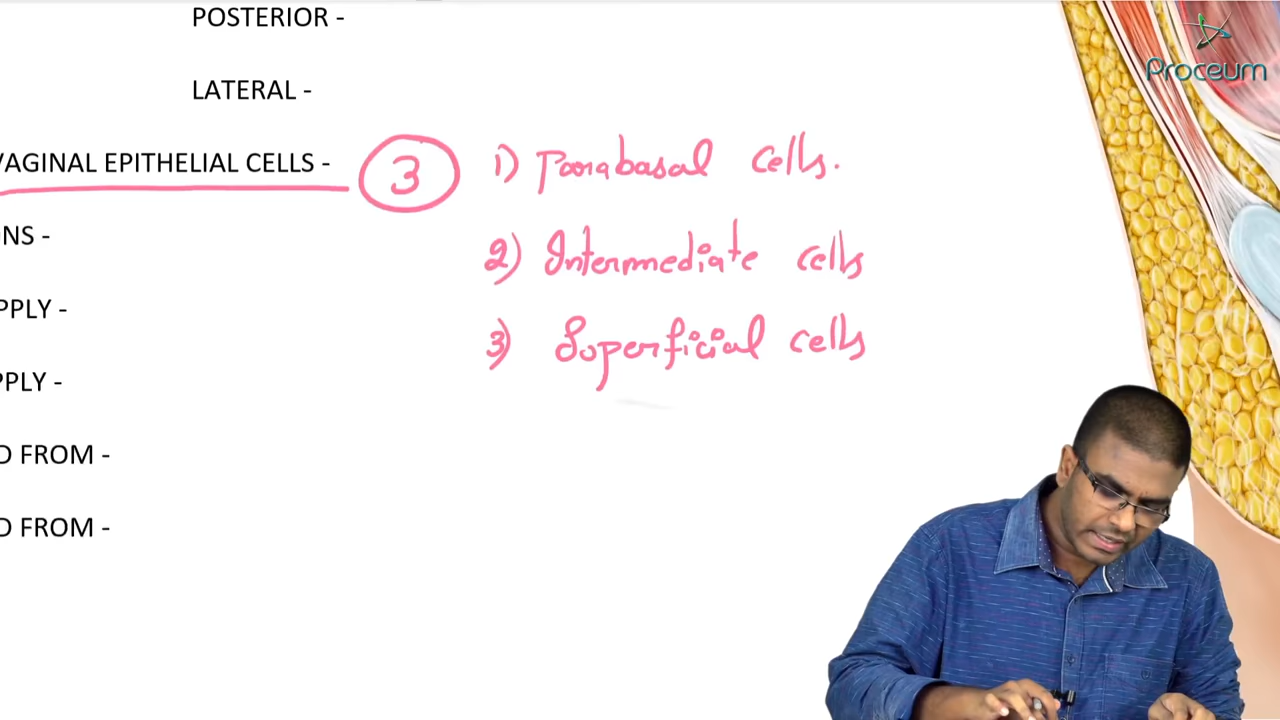 POSTERIOR -
Proceum
LATERAL -
VAGINAL EPITHELIAL CELLS - 3 1) Parabasal cells.
2) Intermediate cells
3) Superficial cells
NS -
PPLY -
PPLY -
D FROM -
D FROM -